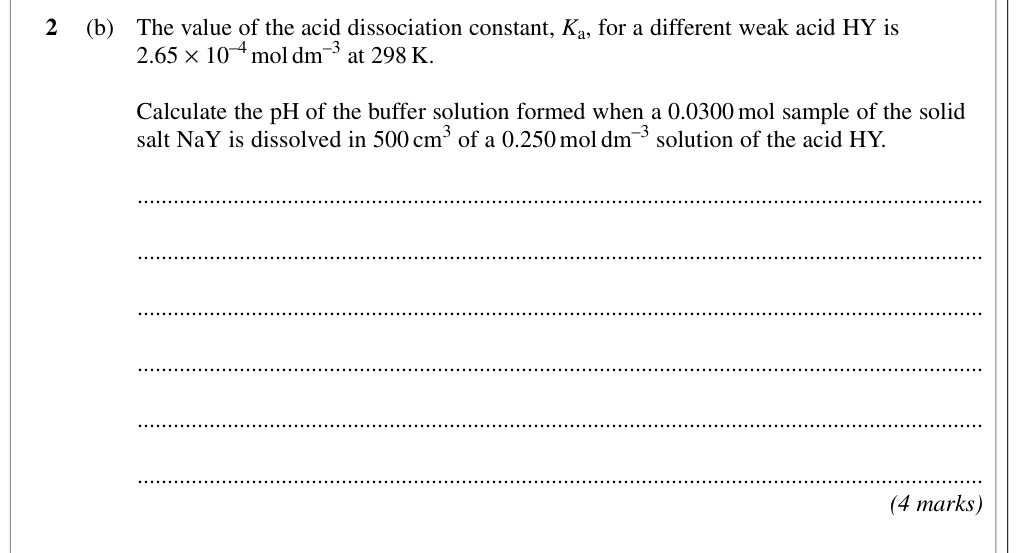 2 (b) The value of the acid dissociation constant, Kₐ, for a different weak acid HY is
2.65 × 10⁻⁴ mol dm⁻³ at 298 K.
Calculate the pH of the buffer solution formed when a 0.0300 mol sample of the solid
salt NaY is dissolved in 500 cm³ of a 0.250 mol dm⁻³ solution of the acid HY.
(4 marks)